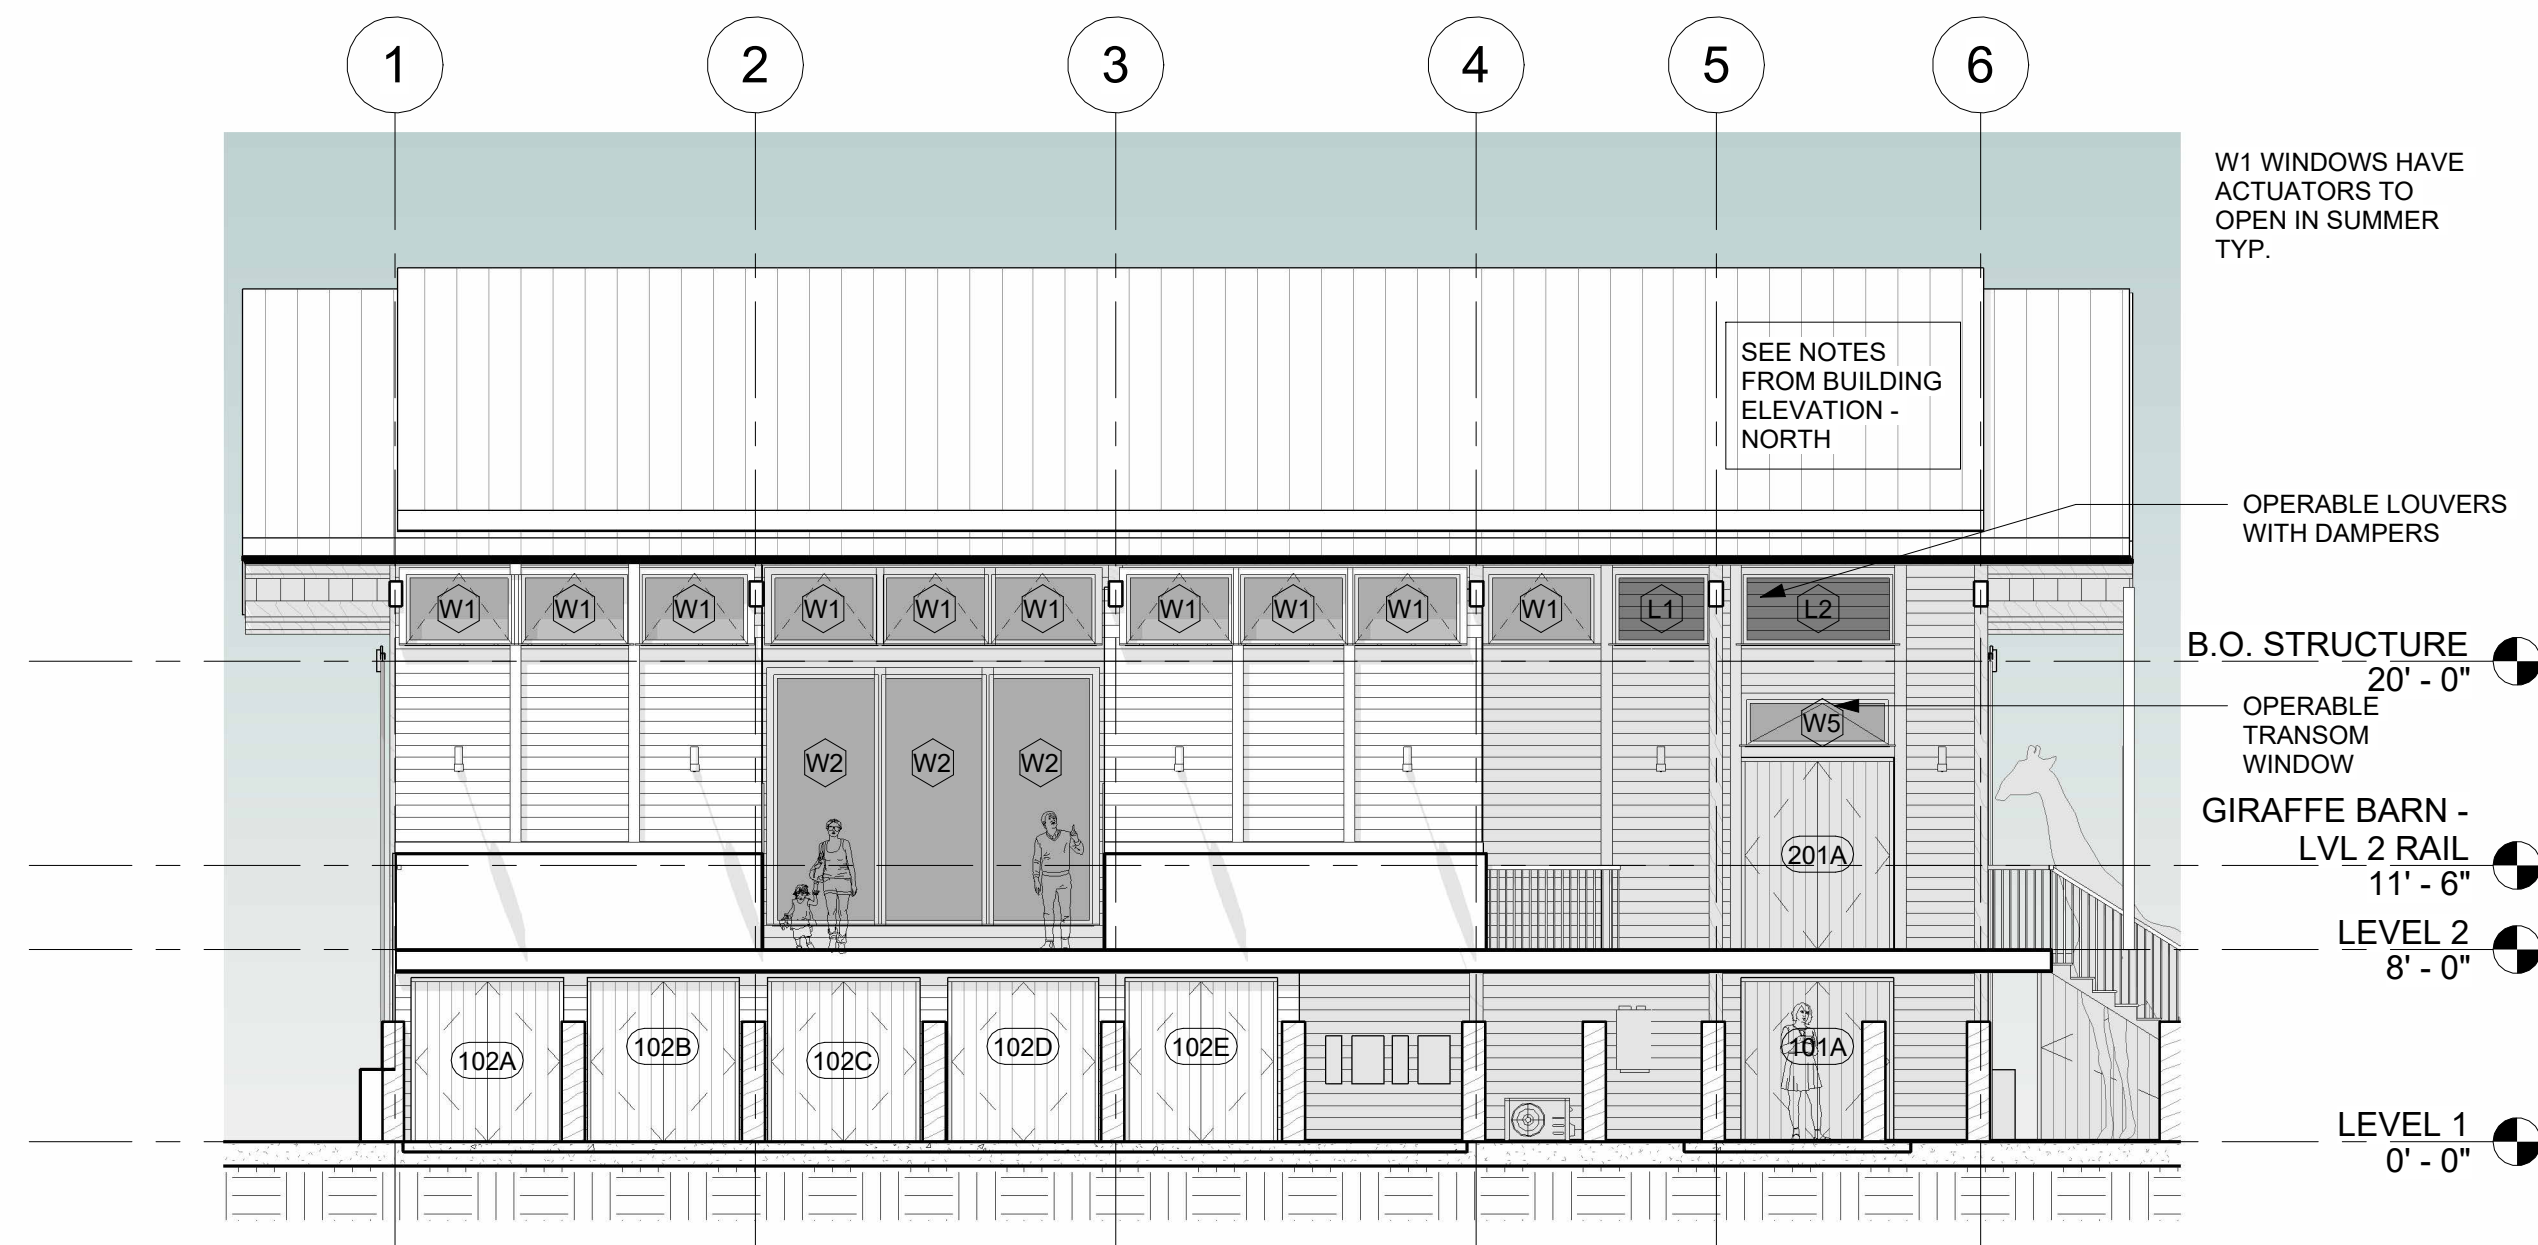 1
2
3
4
5
6
W1 WINDOWS HAVE
ACTUATORS TO
OPEN IN SUMMER
TYP.
SEE NOTES
FROM BUILDING
ELEVATION -
NORTH
OPERABLE LOUVERS
WITH DAMPERS
W1
W1
W1
W1
W1
W1
W1
W1
W1
W1
L1
L2
B.O. STRUCTURE
20' - 0"
OPERABLE
TRANSOM
WINDOW
W5
W2
W2
W2
GIRAFFE BARN -
LVL 2 RAIL
11' - 6"
201A
LEVEL 2
8' - 0"
102A
102B
102C
102D
102E
101A
LEVEL 1
0' - 0"